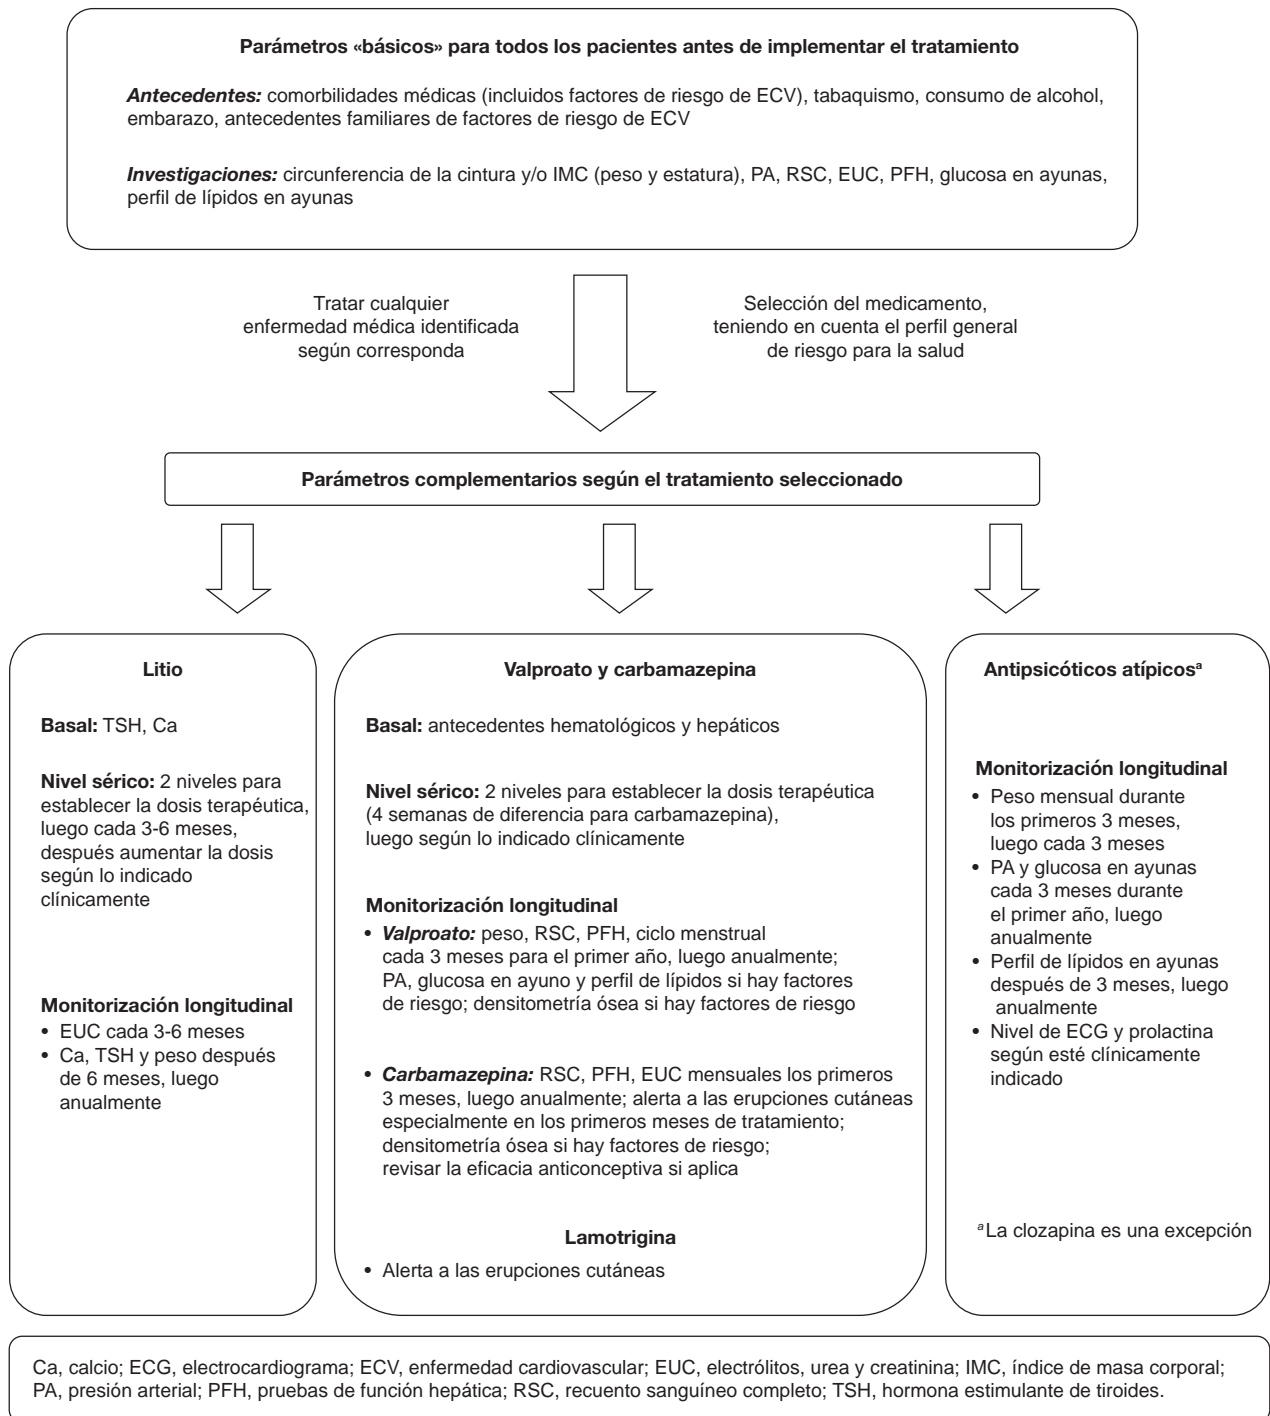 Parámetros «básicos» para todos los pacientes antes de implementar el tratamiento
Antecedentes: comorbilidades médicas (incluidos factores de riesgo de ECV), tabaquismo, consumo de alcohol,
embarazo, antecedentes familiares de factores de riesgo de ECV
Investigaciones: circunferencia de la cintura y/o IMC (peso y estatura), PA, RSC, EUC, PFH, glucosa en ayunas,
perfil de lípidos en ayunas
Tratar cualquier
enfermedad médica identificada
según corresponda
Selección del medicamento,
teniendo en cuenta el perfil general
de riesgo para la salud
Parámetros complementarios según el tratamiento seleccionado
Litio
Basal: TSH, Ca
Nivel sérico: 2 niveles para
establecer la dosis terapéutica,
luego cada 3-6 meses,
después aumentar la dosis
según lo indicado
clínicamente
Monitorización longitudinal
• EUC cada 3-6 meses
• Ca, TSH y peso después
de 6 meses, luego
anualmente
Valproato y carbamazepina
Basal: antecedentes hematológicos y hepáticos
Nivel sérico: 2 niveles para establecer la dosis terapéutica
(4 semanas de diferencia para carbamazepina),
luego según lo indicado clínicamente
Monitorización longitudinal
• Valproato: peso, RSC, PFH, ciclo menstrual
cada 3 meses para el primer año, luego anualmente;
PA, glucosa en ayuno y perfil de lípidos si hay factores
de riesgo; densitometría ósea si hay factores de riesgo
• Carbamazepina: RSC, PFH, EUC mensuales los primeros
3 meses, luego anualmente; alerta a las erupciones cutáneas
especialmente en los primeros meses de tratamiento;
densitometría ósea si hay factores de riesgo;
revisar la eficacia anticonceptiva si aplica
Lamotrigina
• Alerta a las erupciones cutáneas
Antipsicóticos atípicosᵃ
Monitorización longitudinal
• Peso mensual durante
los primeros 3 meses,
luego cada 3 meses
• PA y glucosa en ayunas
cada 3 meses durante
el primer año, luego
anualmente
• Perfil de lípidos en ayunas
después de 3 meses, luego
anualmente
• Nivel de ECG y prolactina
según esté clínicamente
indicado
ᵃLa clozapina es una excepción
Ca, calcio; ECG, electrocardiograma; ECV, enfermedad cardiovascular; EUC, electrólitos, urea y creatinina; IMC, índice de masa corporal;
PA, presión arterial; PFH, pruebas de función hepática; RSC, recuento sanguíneo completo; TSH, hormona estimulante de tiroides.